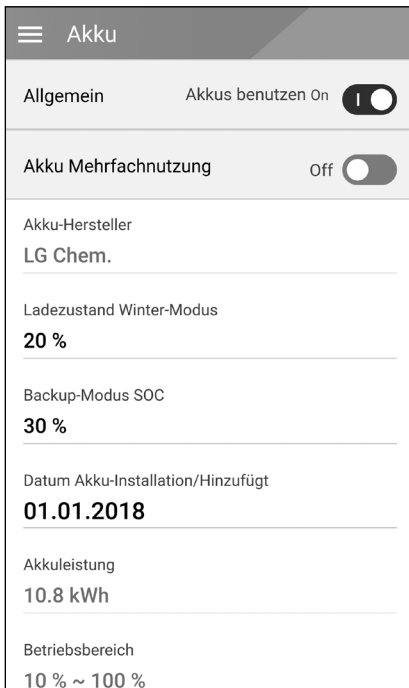 Akku
Allgemein Akkus benutzen On
Akku Mehrfachnutzung Off
Akku-Hersteller
LG Chem.
Ladezustand Winter-Modus
20 %
Backup-Modus SOC
30 %
Datum Akku-Installation/Hinzufügt
01.01.2018
Akkuleistung
10.8 kWh
Betriebsbereich
10 % ~ 100 %